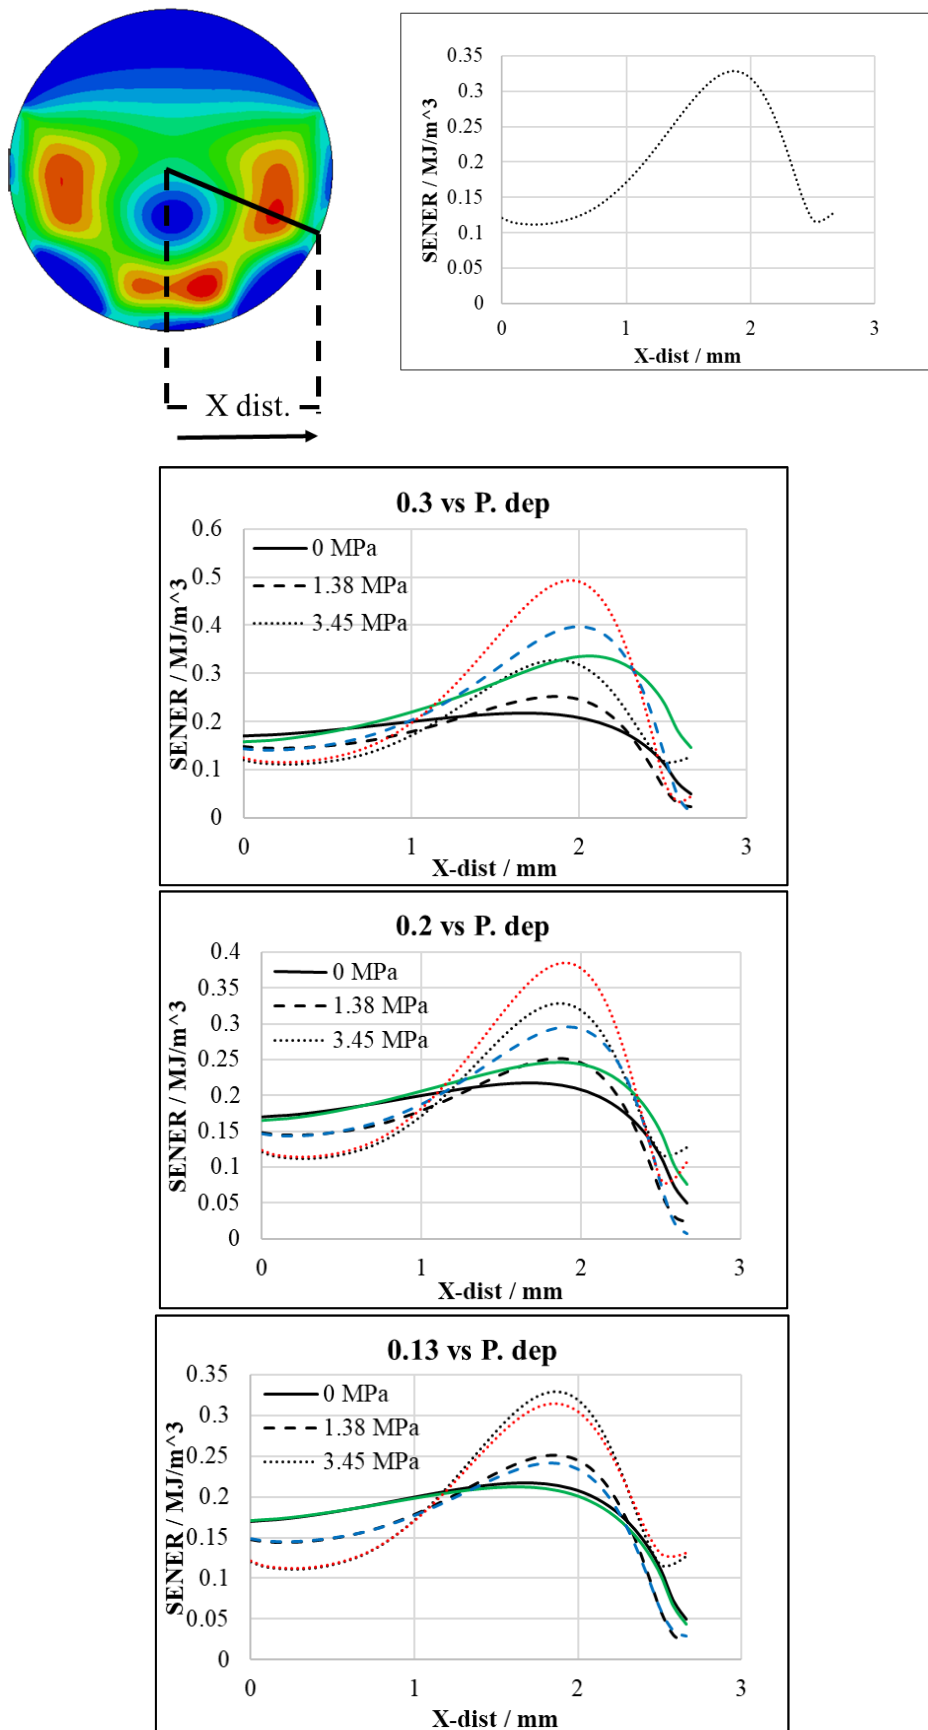 X dist.
0.35
0.3
0.25
0.2
0.15
0.1
0.05
0
SENER / MJ/m^3
0 1 2 3
X-dist / mm
0.3 vs P. dep
0.6
0.5
0.4
0.3
0.2
0.1
0
SENER / MJ/m^3
0 MPa
1.38 MPa
3.45 MPa
0 1 2 3
X-dist / mm
0.2 vs P. dep
0.4
0.35
0.3
0.25
0.2
0.15
0.1
0.05
0
SENER / MJ/m^3
0 MPa
1.38 MPa
3.45 MPa
0 1 2 3
X-dist / mm
0.13 vs P. dep
0.35
0.3
0.25
0.2
0.15
0.1
0.05
0
SENER / MJ/m^3
0 MPa
1.38 MPa
3.45 MPa
0 1 2 3
X-dist / mm